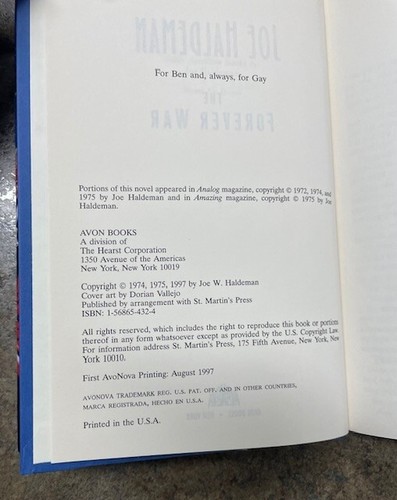 For Ben and, always, for Gay
Portions of this novel appeared in Analog magazine, copyright © 1972, 1974, and
1975 by Joe Haldeman and in Amazing magazine, copyright © 1975 by Joe
Haldeman.
AVON BOOKS
A division of
The Hearst Corporation
1350 Avenue of the Americas
New York, New York 10019
Copyright © 1974, 1975, 1997 by Joe W. Haldeman
Cover art by Dorian Vallejo
Published by arrangement with St. Martin's Press
ISBN: 1-56865-432-4
All rights reserved, which includes the right to reproduce this book or portions
thereof in any form whatsoever except as provided by the U.S. Copyright Law.
For information address St. Martin's Press, 175 Fifth Avenue, New York, New York
10010.
First AvoNova Printing: August 1997
AVONOVA TRADEMARK REG. U.S. PAT. OFF. AND IN OTHER COUNTRIES,
MARCA REGISTRADA, HECHO EN U.S.A.
Printed in the U.S.A.
JOE HALDEMAN
THE
FOREVER WAR